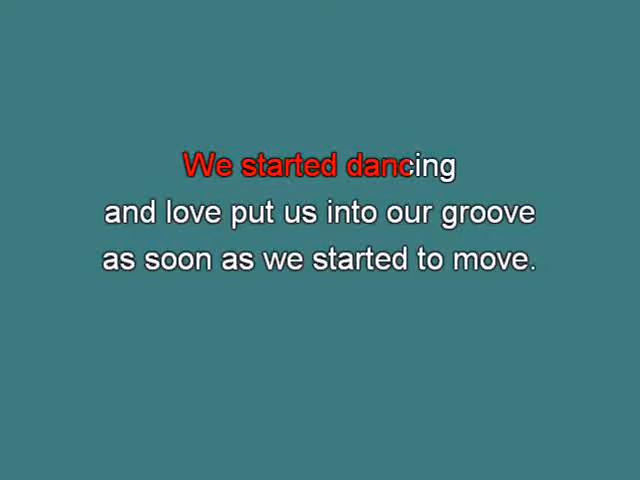 We started dancing
and love put us into our groove
as soon as we started to move.